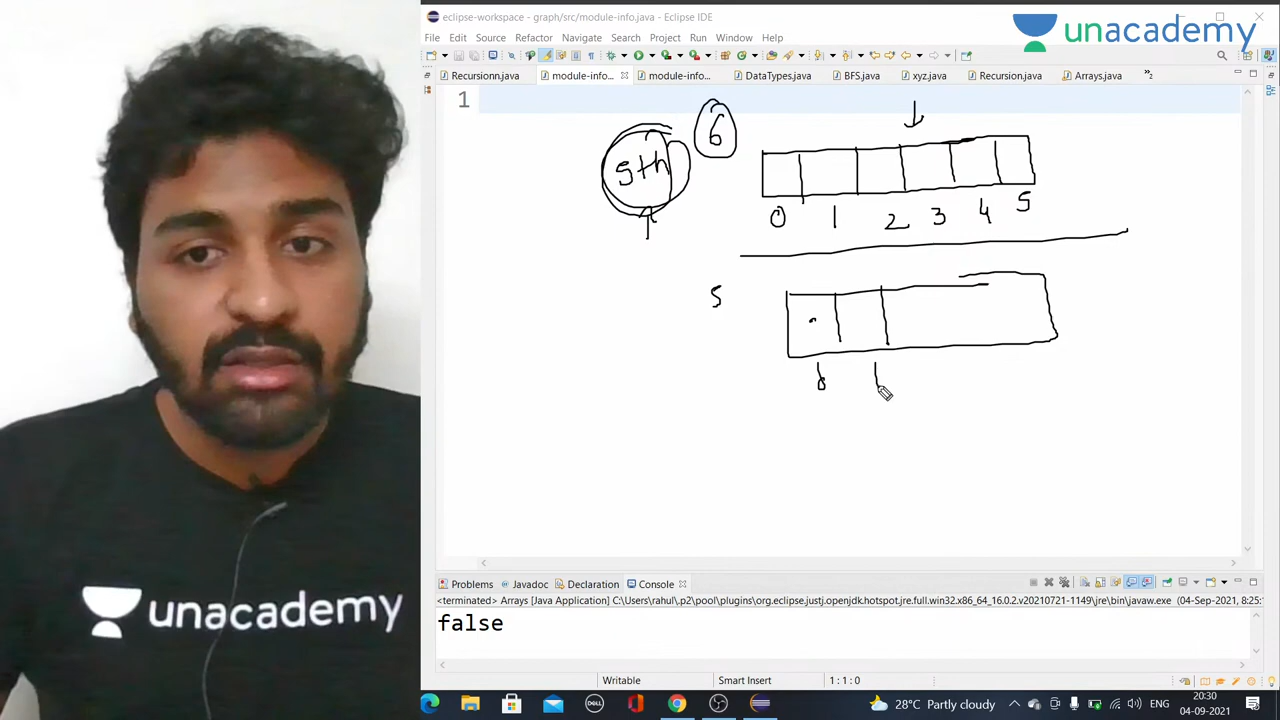 eclipse-workspace - graph/src/module-info.java - Eclipse IDE
unacademy
File Edit Source Refactor Navigate Search Project Run Window Help
Recursionn.java module-info... module-info... DataTypes.java BFS.java xyz.java Recursion.java Arrays.java »2
1
6
5th
0 1 2 3 4 5
5
0 1
unacademy
Problems Javadoc Declaration Console
<terminated> Arrays [Java Application] C:\Users\rahul_.p2\pool\plugins\org.eclipse.justj.openjdk.hotspot.jre.full.win32.x86_64_16.0.2.v20210721-1149\jre\bin\javaw.exe (04-Sep-2021, 8:25:
false
Writable Smart Insert 1 : 1 : 0
28°C Partly cloudy ENG 20:30
04-09-2021